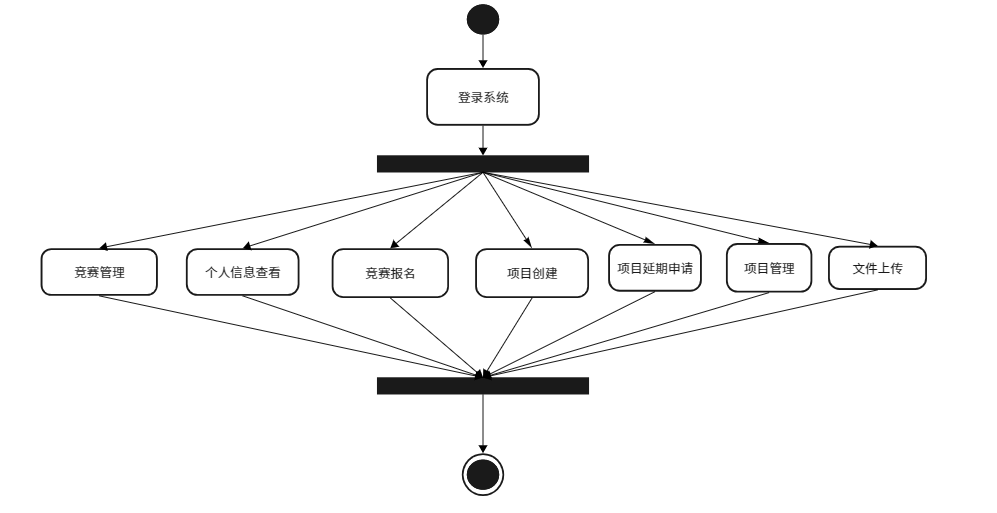 登录系统
竞赛管理
个人信息查看
竞赛报名
项目创建
项目延期申请
项目管理
文件上传